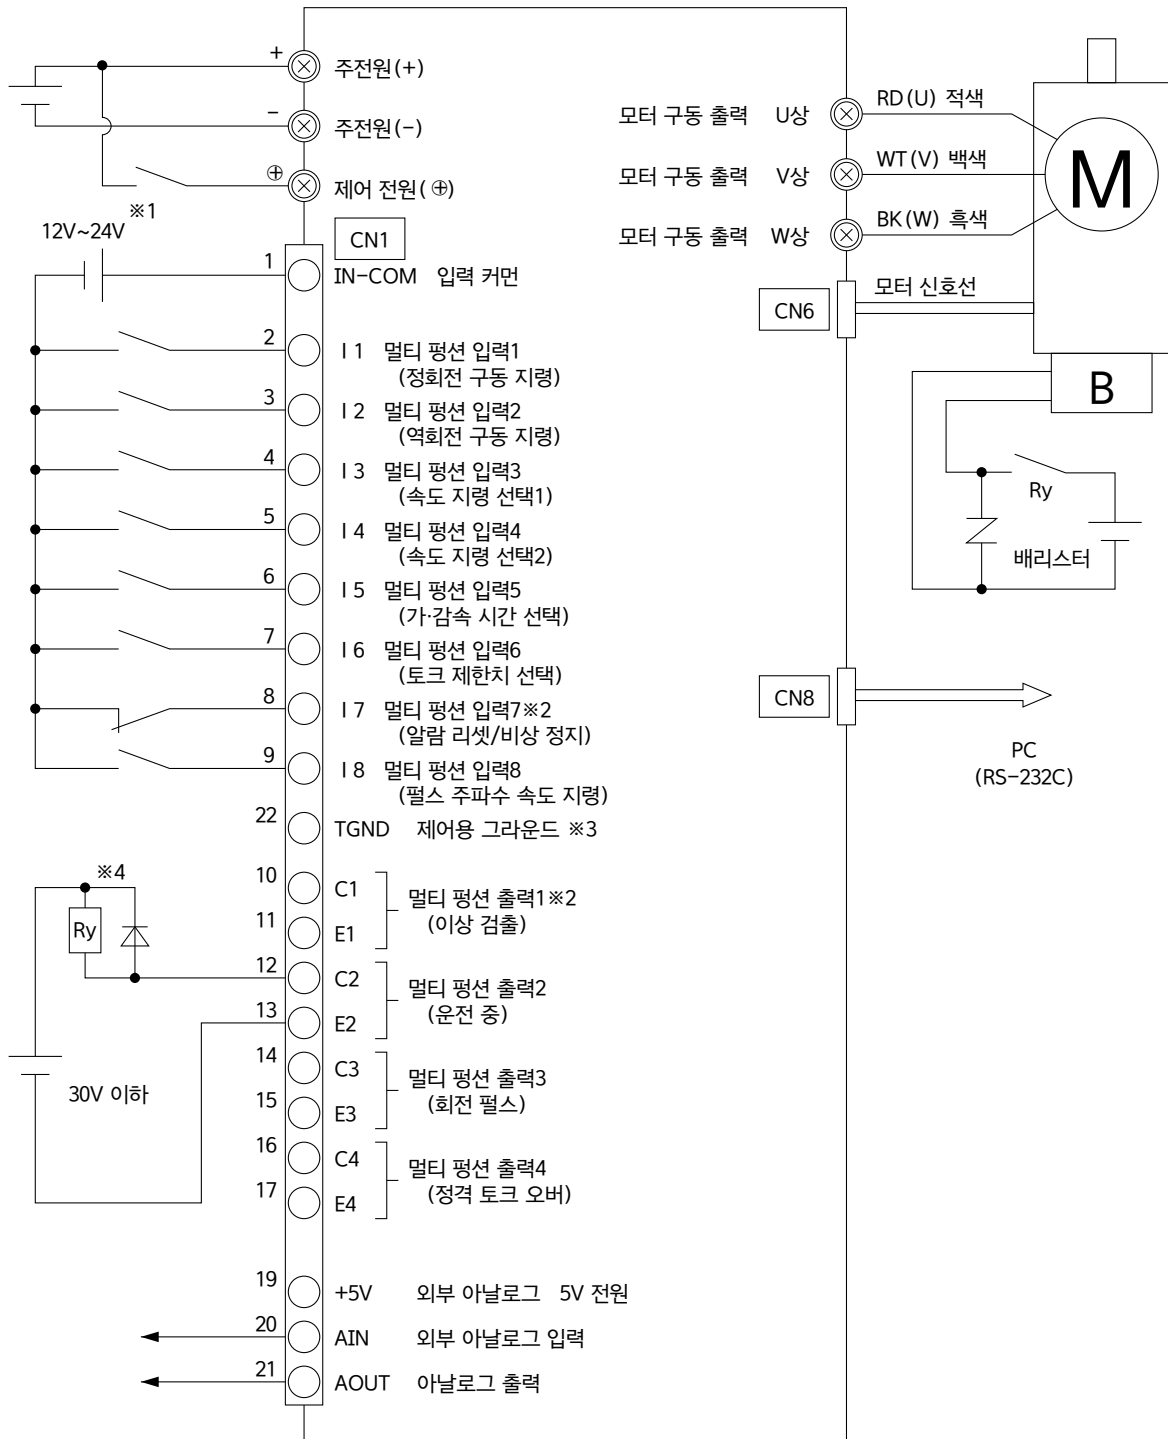 +
주전원(+)
-
주전원(-)
⊕
제어 전원(⊕)
※1
12V~24V
CN1
1
IN-COM 입력 커먼
2
I 1 멀티 펑션 입력1
(정회전 구동 지령)
3
I 2 멀티 펑션 입력2
(역회전 구동 지령)
4
I 3 멀티 펑션 입력3
(속도 지령 선택1)
5
I 4 멀티 펑션 입력4
(속도 지령 선택2)
6
I 5 멀티 펑션 입력5
(가·감속 시간 선택)
7
I 6 멀티 펑션 입력6
(토크 제한치 선택)
8
I 7 멀티 펑션 입력7※2
(알람 리셋/비상 정지)
9
I 8 멀티 펑션 입력8
(펄스 주파수 속도 지령)
22
TGND 제어용 그라운드 ※3
※4
Ry
30V 이하
10
C1
멀티 펑션 출력1※2
(이상 검출)
11
E1
12
C2
멀티 펑션 출력2
(운전 중)
13
E2
14
C3
멀티 펑션 출력3
(회전 펄스)
15
E3
16
C4
멀티 펑션 출력4
(정격 토크 오버)
17
E4
19
+5V 외부 아날로그 5V 전원
20
AIN 외부 아날로그 입력
21
AOUT 아날로그 출력
모터 구동 출력 U상
RD(U) 적색
모터 구동 출력 V상
WT(V) 백색
모터 구동 출력 W상
BK(W) 흑색
M
CN6
모터 신호선
B
Ry
배리스터
CN8
PC
(RS-232C)